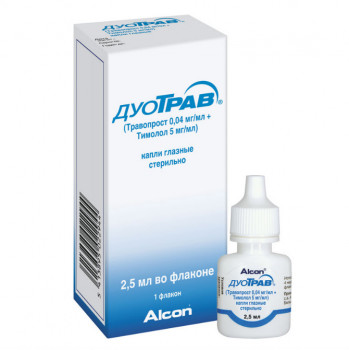 ДУОТРАВ®
(Травопрост 0,04 мг/мл +
Тимолол 5 мг/мл)
капли глазные
стерильно
2,5 мл во флаконе
1 флакон
Alcon
Alcon®
ДУОТРАВ®
(Травопрост 0,04 мг/мл +
Тимолол 5 мг/мл)
капли глазные
стерильно
2,5 мл